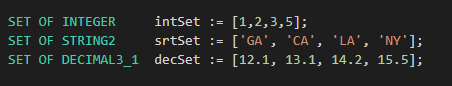 SET OF INTEGER intSet := [1,2,3,5];
SET OF STRING2 srtSet := ['GA', 'CA', 'LA', 'NY'];
SET OF DECIMAL3_1 decSet := [12.1, 13.1, 14.2, 15.5];